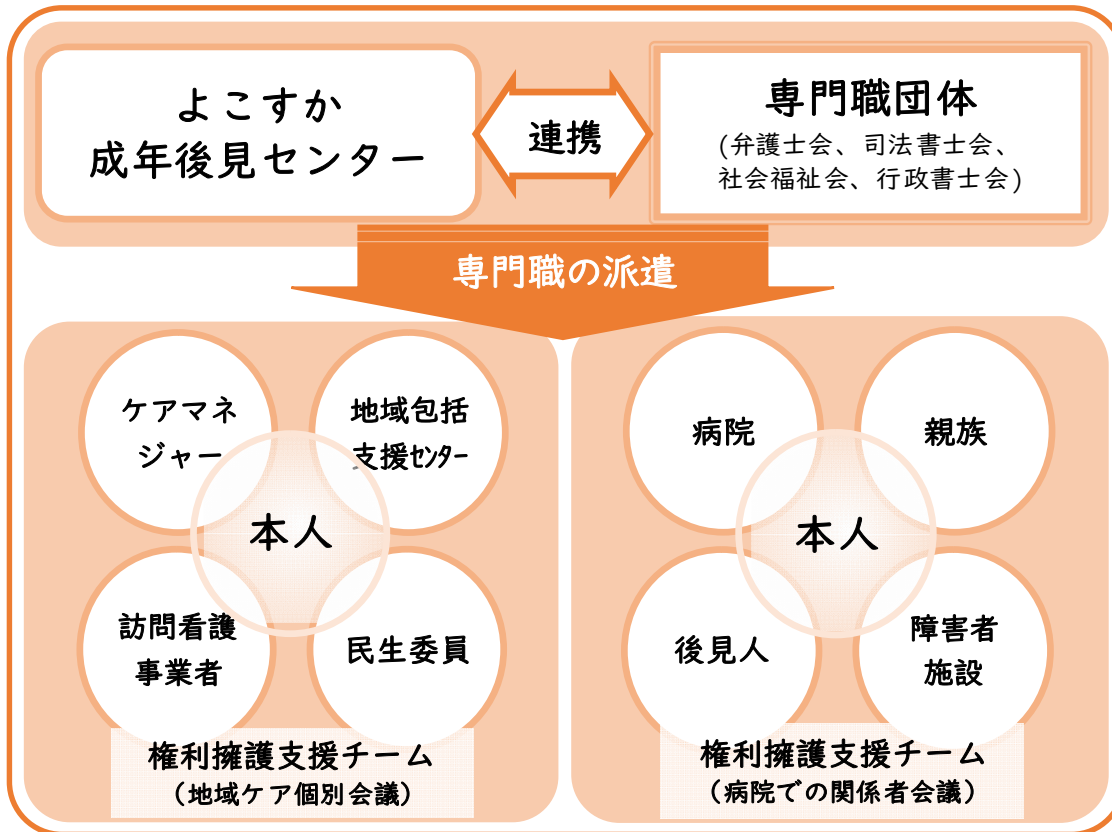 よこすか
成年後見センター
連携
専門職団体
(弁護士会、司法書士会、
社会福祉会、行政書士会)
専門職の派遣
ケアマネ
ジャー
地域包括
支援ｾﾝﾀｰ
本人
訪問看護
事業者
民生委員
権利擁護支援チーム
（地域ケア個別会議）
病院
親族
本人
後見人
障害者
施設
権利擁護支援チーム
（病院での関係者会議）